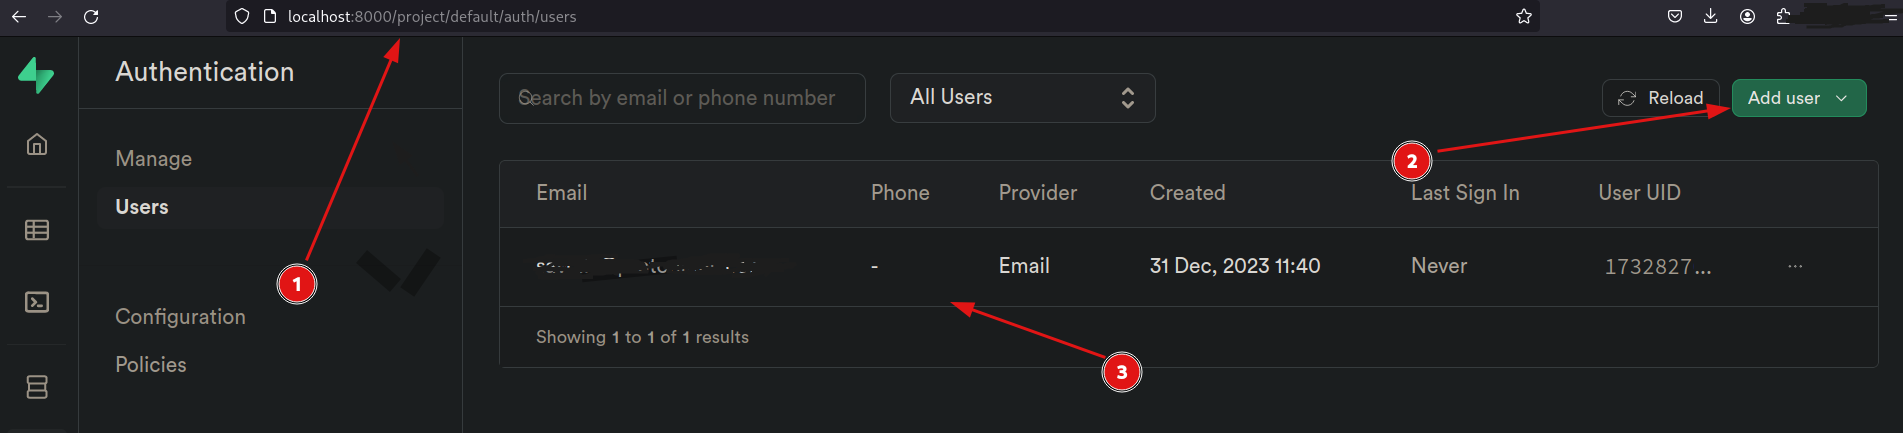 localhost:8000/project/default/auth/users
Authentication
Manage
Users
Configuration
Policies
Search by email or phone number
All Users
Reload
Add user
1
2
3
Email Phone Provider Created Last Sign In User UID
- Email 31 Dec, 2023 11:40 Never 1732827... ...
Showing 1 to 1 of 1 results